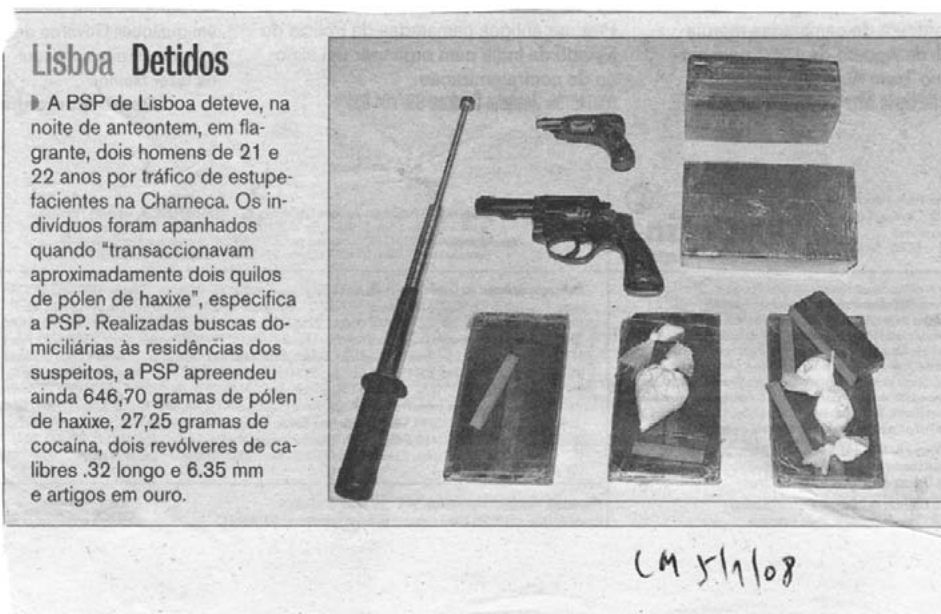 Lisboa Detidos
A PSP de Lisboa deteve, na
noite de anteontem, em fla-
grante, dois homens de 21 e
22 anos por tráfico de estupe-
facientes na Charneca. Os in-
divíduos foram apanhados
quando "transaccionavam
aproximadamente dois quilos
de pólen de haxixe", especifica
a PSP. Realizadas buscas do-
miciliárias às residências dos
suspeitos, a PSP apreendeu
ainda 646,70 gramas de pólen
de haxixe, 27,25 gramas de
cocaína, dois revólveres de ca-
libres .32 longo e 6.35 mm
e artigos em ouro.
CM 5/1/08